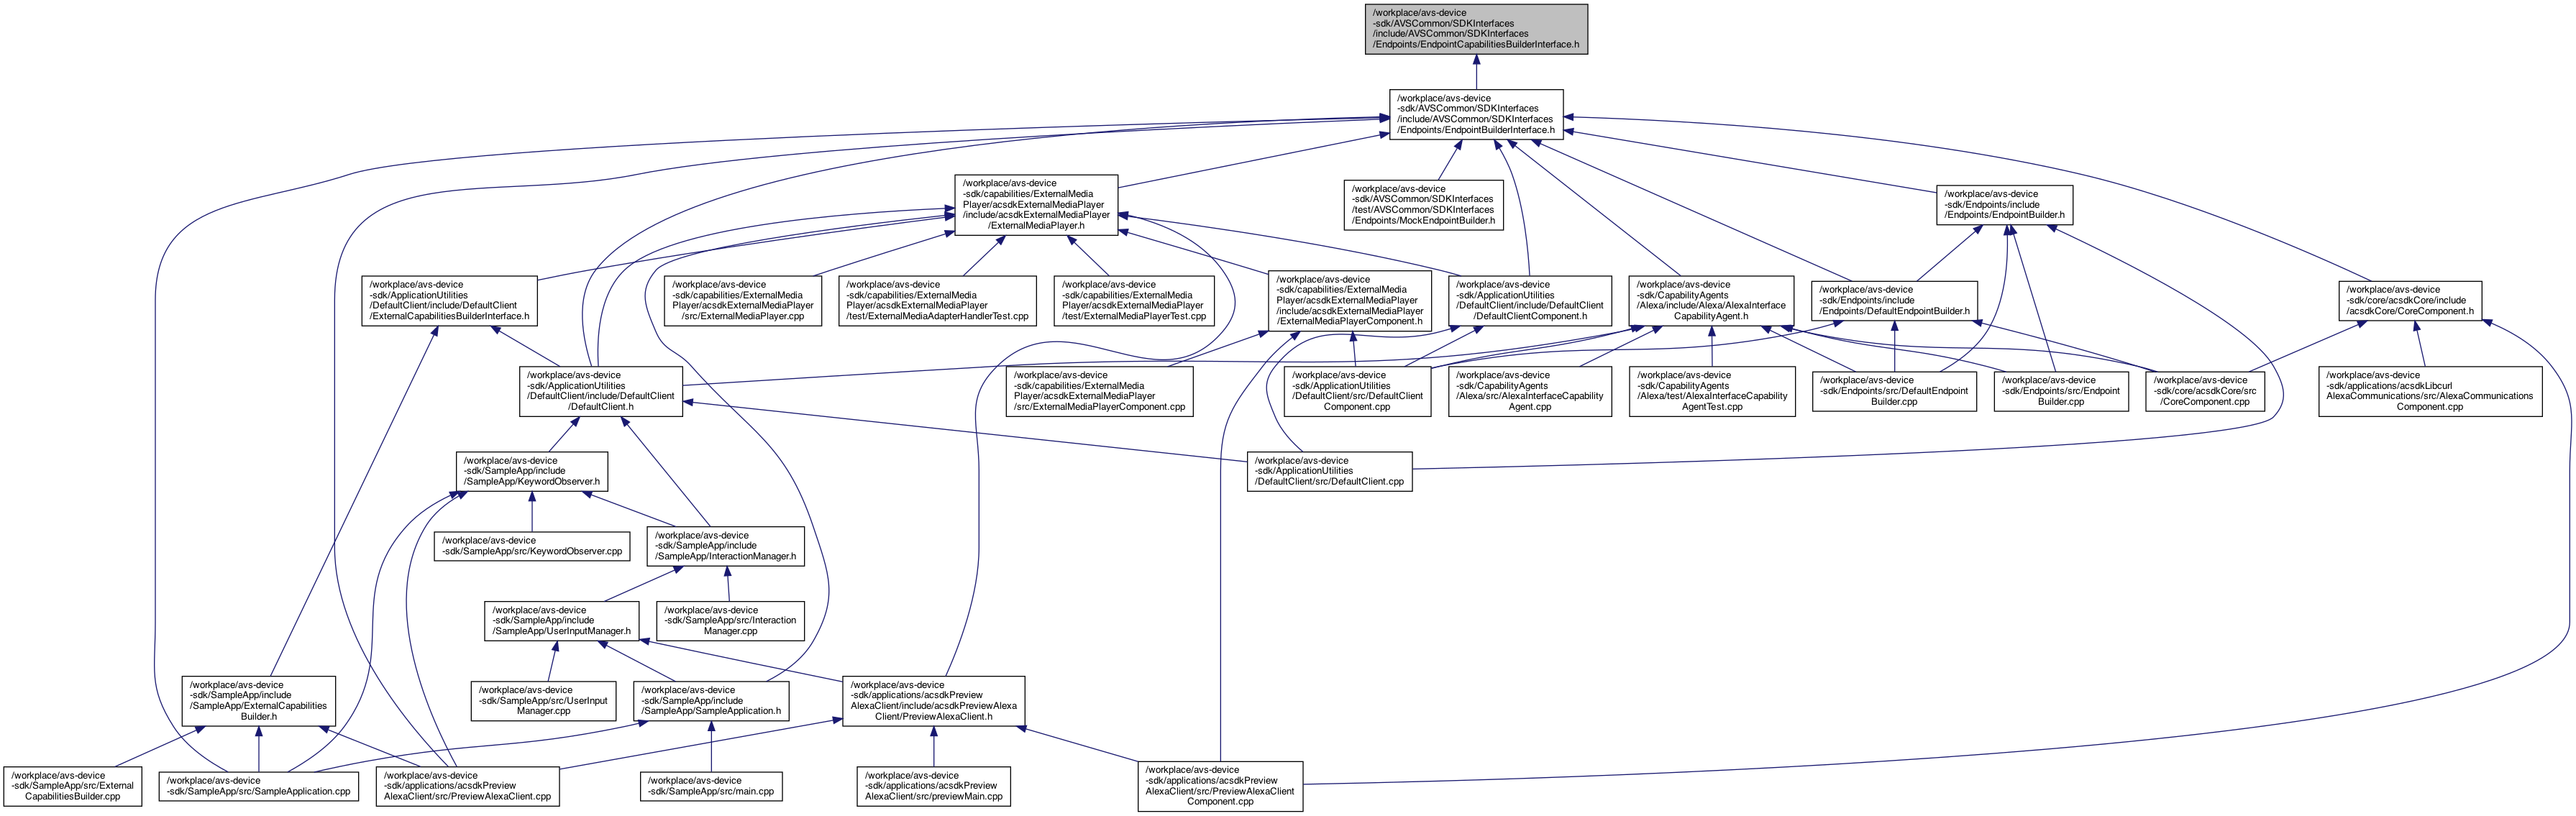 /workplace/avs-device
-sdk/AVSCommon/SDKInterfaces
/include/AVSCommon/SDKInterfaces
/Endpoints/EndpointCapabilitiesBuilderInterface.h
/workplace/avs-device
-sdk/AVSCommon/SDKInterfaces
/include/AVSCommon/SDKInterfaces
/Endpoints/EndpointBuilderInterface.h
/workplace/avs-device
-sdk/capabilities/ExternalMedia
Player/acsdkExternalMediaPlayer
/include/acsdkExternalMediaPlayer
/ExternalMediaPlayer.h
/workplace/avs-device
-sdk/AVSCommon/SDKInterfaces
/test/AVSCommon/SDKInterfaces
/Endpoints/MockEndpointBuilder.h
/workplace/avs-device
-sdk/Endpoints/include
/Endpoints/EndpointBuilder.h
/workplace/avs-device
-sdk/ApplicationUtilities
/DefaultClient/include/DefaultClient
/ExternalCapabilitiesBuilderInterface.h
/workplace/avs-device
-sdk/capabilities/ExternalMedia
Player/acsdkExternalMediaPlayer
/src/ExternalMediaPlayer.cpp
/workplace/avs-device
-sdk/capabilities/ExternalMedia
Player/acsdkExternalMediaPlayer
/test/ExternalMediaAdapterHandlerTest.cpp
/workplace/avs-device
-sdk/capabilities/ExternalMedia
Player/acsdkExternalMediaPlayer
/test/ExternalMediaPlayerTest.cpp
/workplace/avs-device
-sdk/capabilities/ExternalMedia
Player/acsdkExternalMediaPlayer
/include/acsdkExternalMediaPlayer
/ExternalMediaPlayerComponent.h
/workplace/avs-device
-sdk/ApplicationUtilities
/DefaultClient/include/DefaultClient
/DefaultClientComponent.h
/workplace/avs-device
-sdk/CapabilityAgents
/Alexa/include/Alexa/AlexaInterface
CapabilityAgent.h
/workplace/avs-device
-sdk/Endpoints/include
/Endpoints/DefaultEndpointBuilder.h
/workplace/avs-device
-sdk/core/acsdkCore/include
/acsdkCore/CoreComponent.h
/workplace/avs-device
-sdk/ApplicationUtilities
/DefaultClient/include/DefaultClient
/DefaultClient.h
/workplace/avs-device
-sdk/capabilities/ExternalMedia
Player/acsdkExternalMediaPlayer
/src/ExternalMediaPlayerComponent.cpp
/workplace/avs-device
-sdk/ApplicationUtilities
/DefaultClient/src/DefaultClient
Component.cpp
/workplace/avs-device
-sdk/CapabilityAgents
/Alexa/src/AlexaInterfaceCapability
Agent.cpp
/workplace/avs-device
-sdk/CapabilityAgents
/Alexa/test/AlexaInterfaceCapability
AgentTest.cpp
/workplace/avs-device
-sdk/Endpoints/src/DefaultEndpoint
Builder.cpp
/workplace/avs-device
-sdk/Endpoints/src/Endpoint
Builder.cpp
/workplace/avs-device
-sdk/core/acsdkCore/src
/CoreComponent.cpp
/workplace/avs-device
-sdk/applications/acsdkLibcurl
AlexaCommunications/src/AlexaCommunications
Component.cpp
/workplace/avs-device
-sdk/SampleApp/include
/SampleApp/KeywordObserver.h
/workplace/avs-device
-sdk/ApplicationUtilities
/DefaultClient/src/DefaultClient.cpp
/workplace/avs-device
-sdk/SampleApp/src/KeywordObserver.cpp
/workplace/avs-device
-sdk/SampleApp/include
/SampleApp/InteractionManager.h
/workplace/avs-device
-sdk/SampleApp/include
/SampleApp/UserInputManager.h
/workplace/avs-device
-sdk/SampleApp/src/Interaction
Manager.cpp
/workplace/avs-device
-sdk/SampleApp/include
/SampleApp/ExternalCapabilities
Builder.h
/workplace/avs-device
-sdk/SampleApp/src/UserInput
Manager.cpp
/workplace/avs-device
-sdk/SampleApp/include
/SampleApp/SampleApplication.h
/workplace/avs-device
-sdk/applications/acsdkPreview
AlexaClient/include/acsdkPreviewAlexa
Client/PreviewAlexaClient.h
/workplace/avs-device
-sdk/SampleApp/src/External
CapabilitiesBuilder.cpp
/workplace/avs-device
-sdk/SampleApp/src/SampleApplication.cpp
/workplace/avs-device
-sdk/applications/acsdkPreview
AlexaClient/src/PreviewAlexaClient.cpp
/workplace/avs-device
-sdk/SampleApp/src/main.cpp
/workplace/avs-device
-sdk/applications/acsdkPreview
AlexaClient/src/previewMain.cpp
/workplace/avs-device
-sdk/applications/acsdkPreview
AlexaClient/src/PreviewAlexaClient
Component.cpp